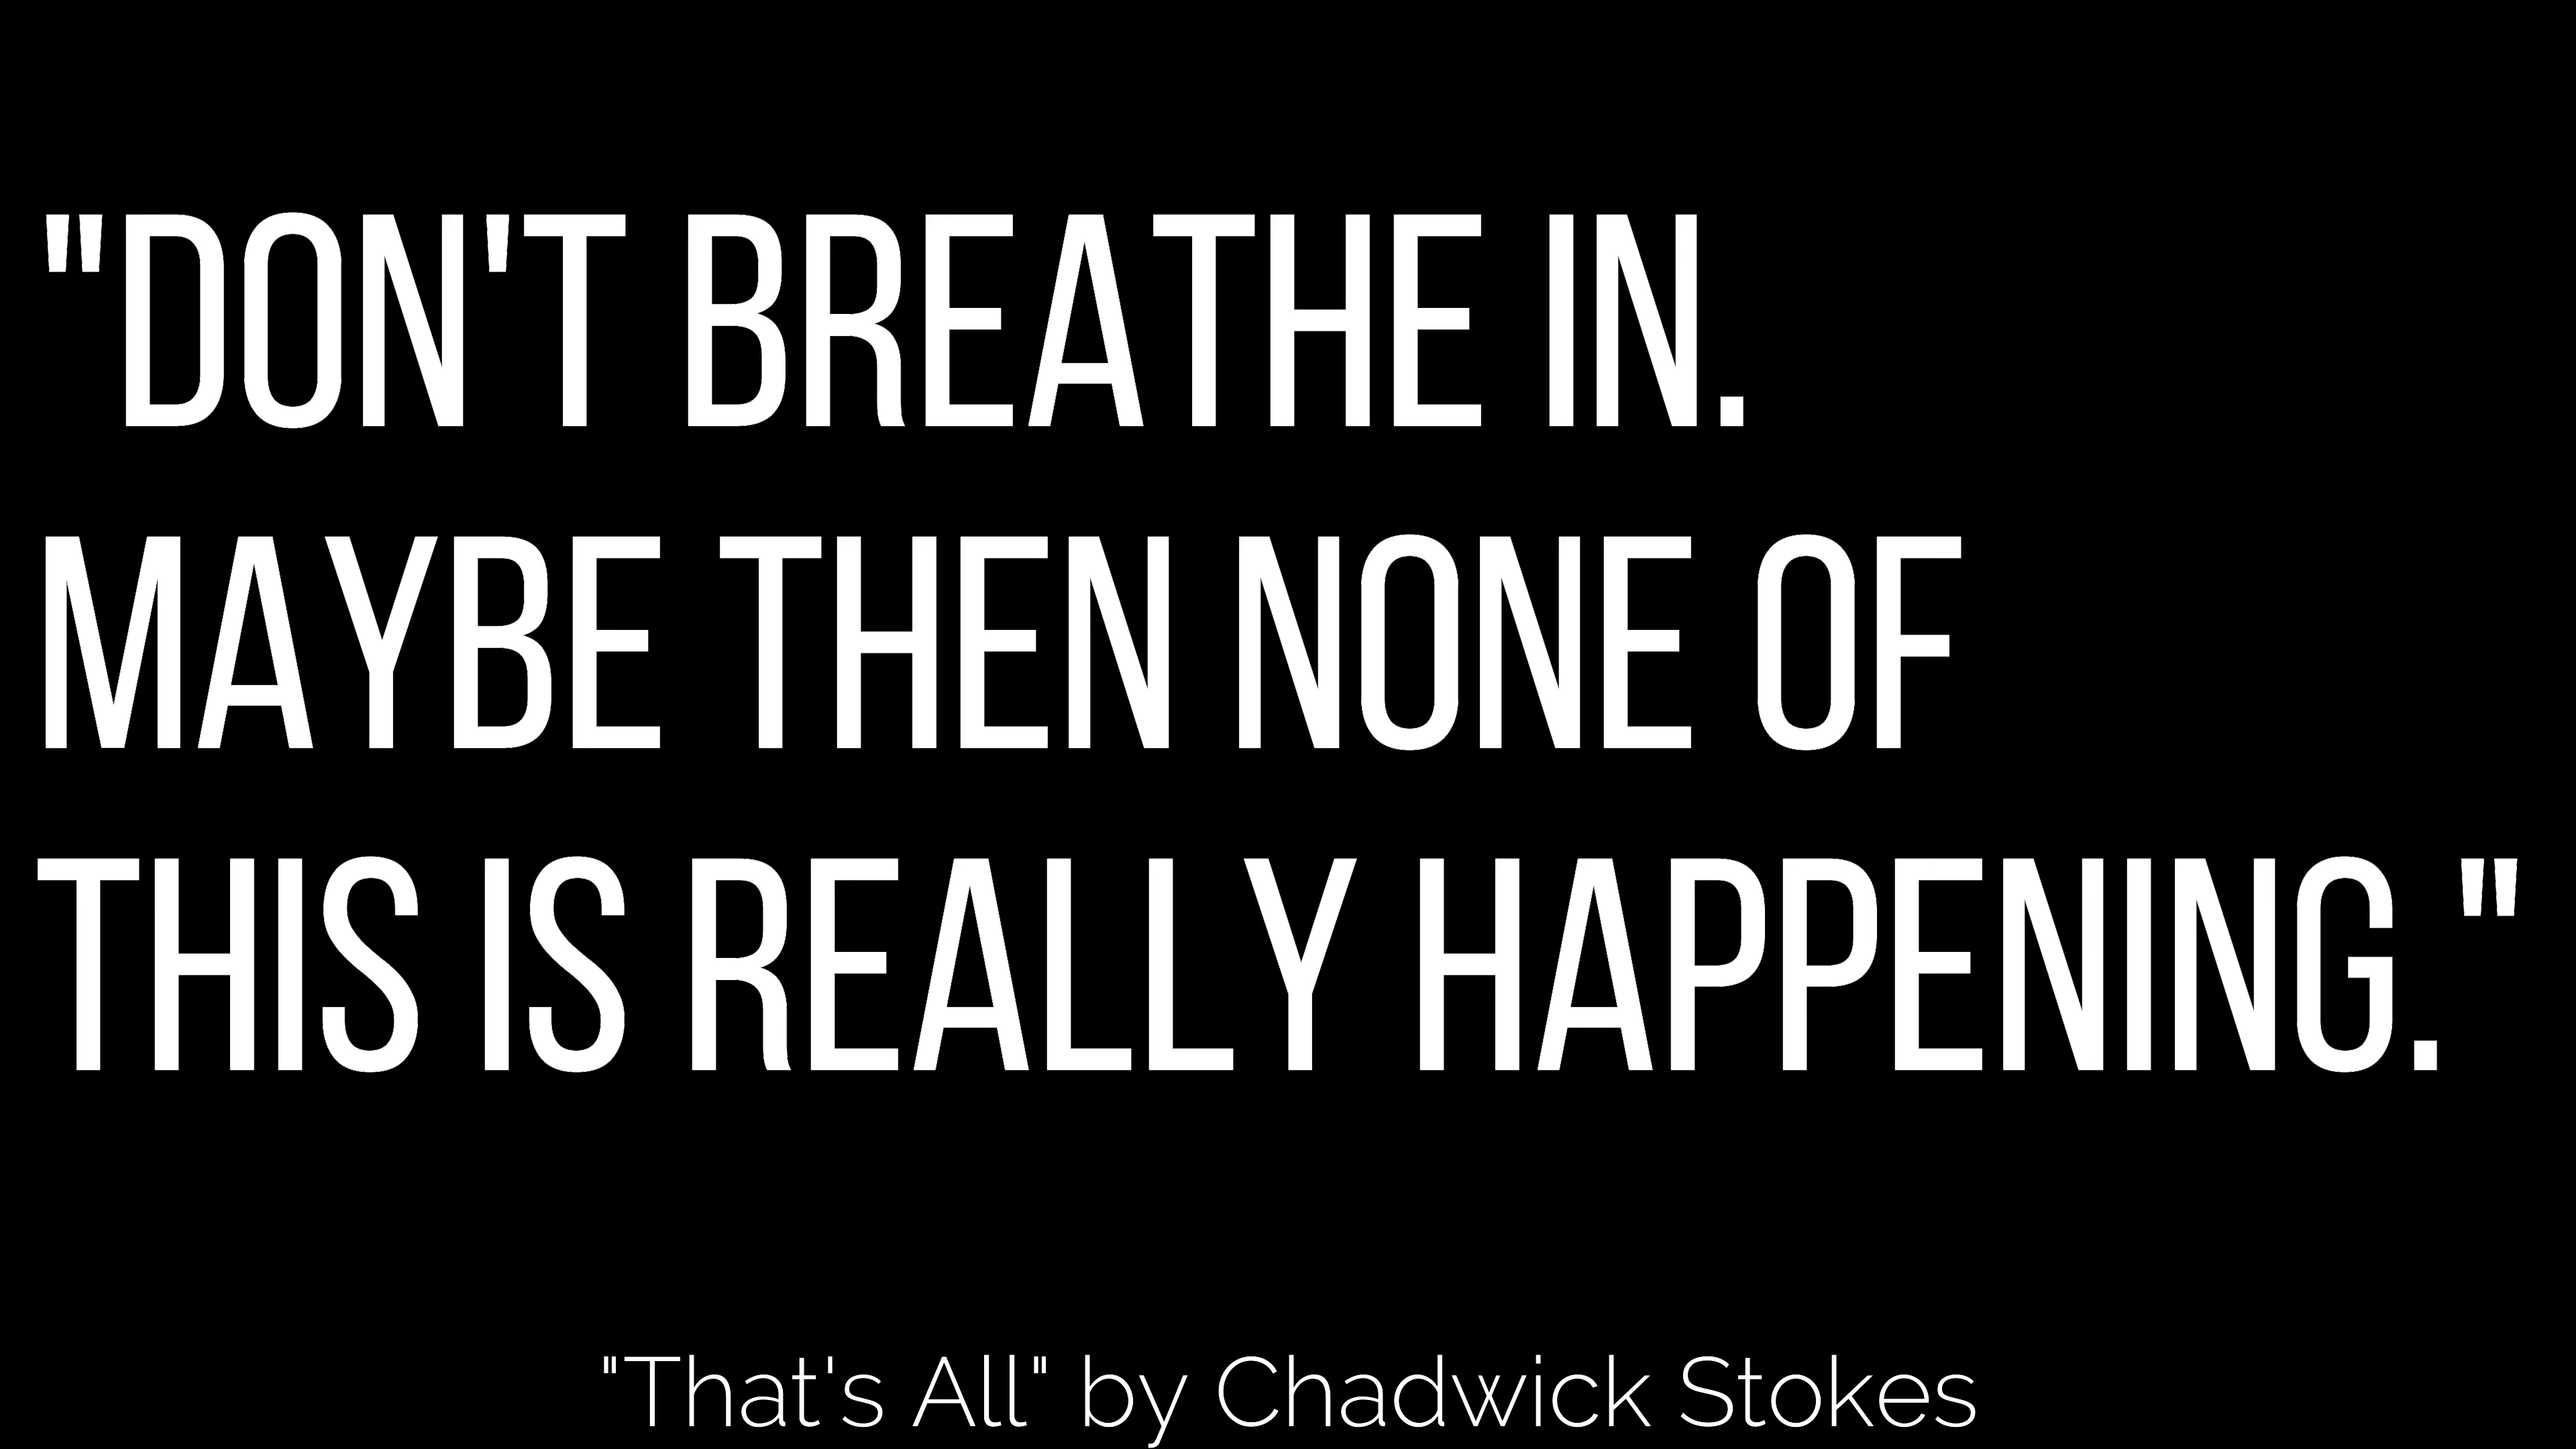 "DON'T BREATHE IN.
MAYBE THEN NONE OF
THIS IS REALLY HAPPENING."
"That's All" by Chadwick Stokes